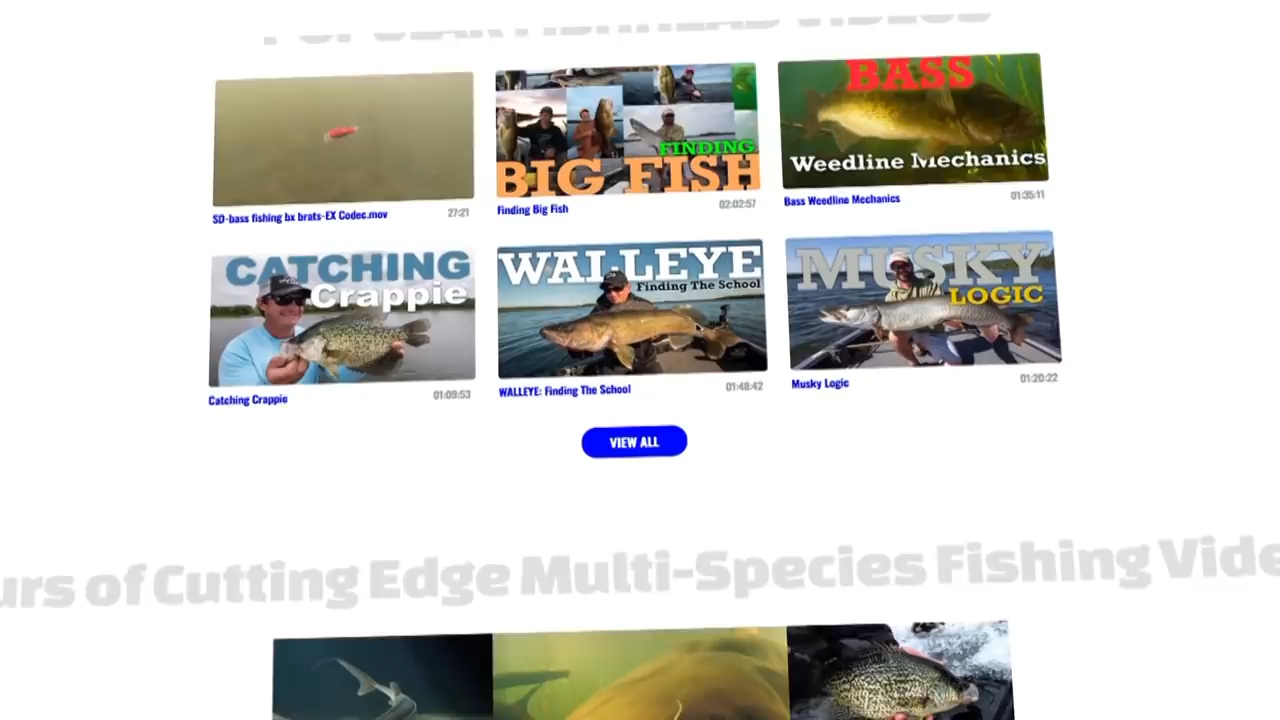 POPULAR FISHHEAD VIDEOS
BASS
Weedline Mechanics
FINDING
BIG FISH
SD-bass fishing bx brats-EX Codec.mov
27:21
Finding Big Fish
02:02:57
Bass Weedline Mechanics
01:35:11
CATCHING
Crappie
WALLEYE
Finding The School
MUSKY
LOGIC
Catching Crappie
01:09:53
WALLEYE: Finding The School
01:48:42
Musky Logic
01:20:22
VIEW ALL
of Cutting Edge Multi-Species Fishing